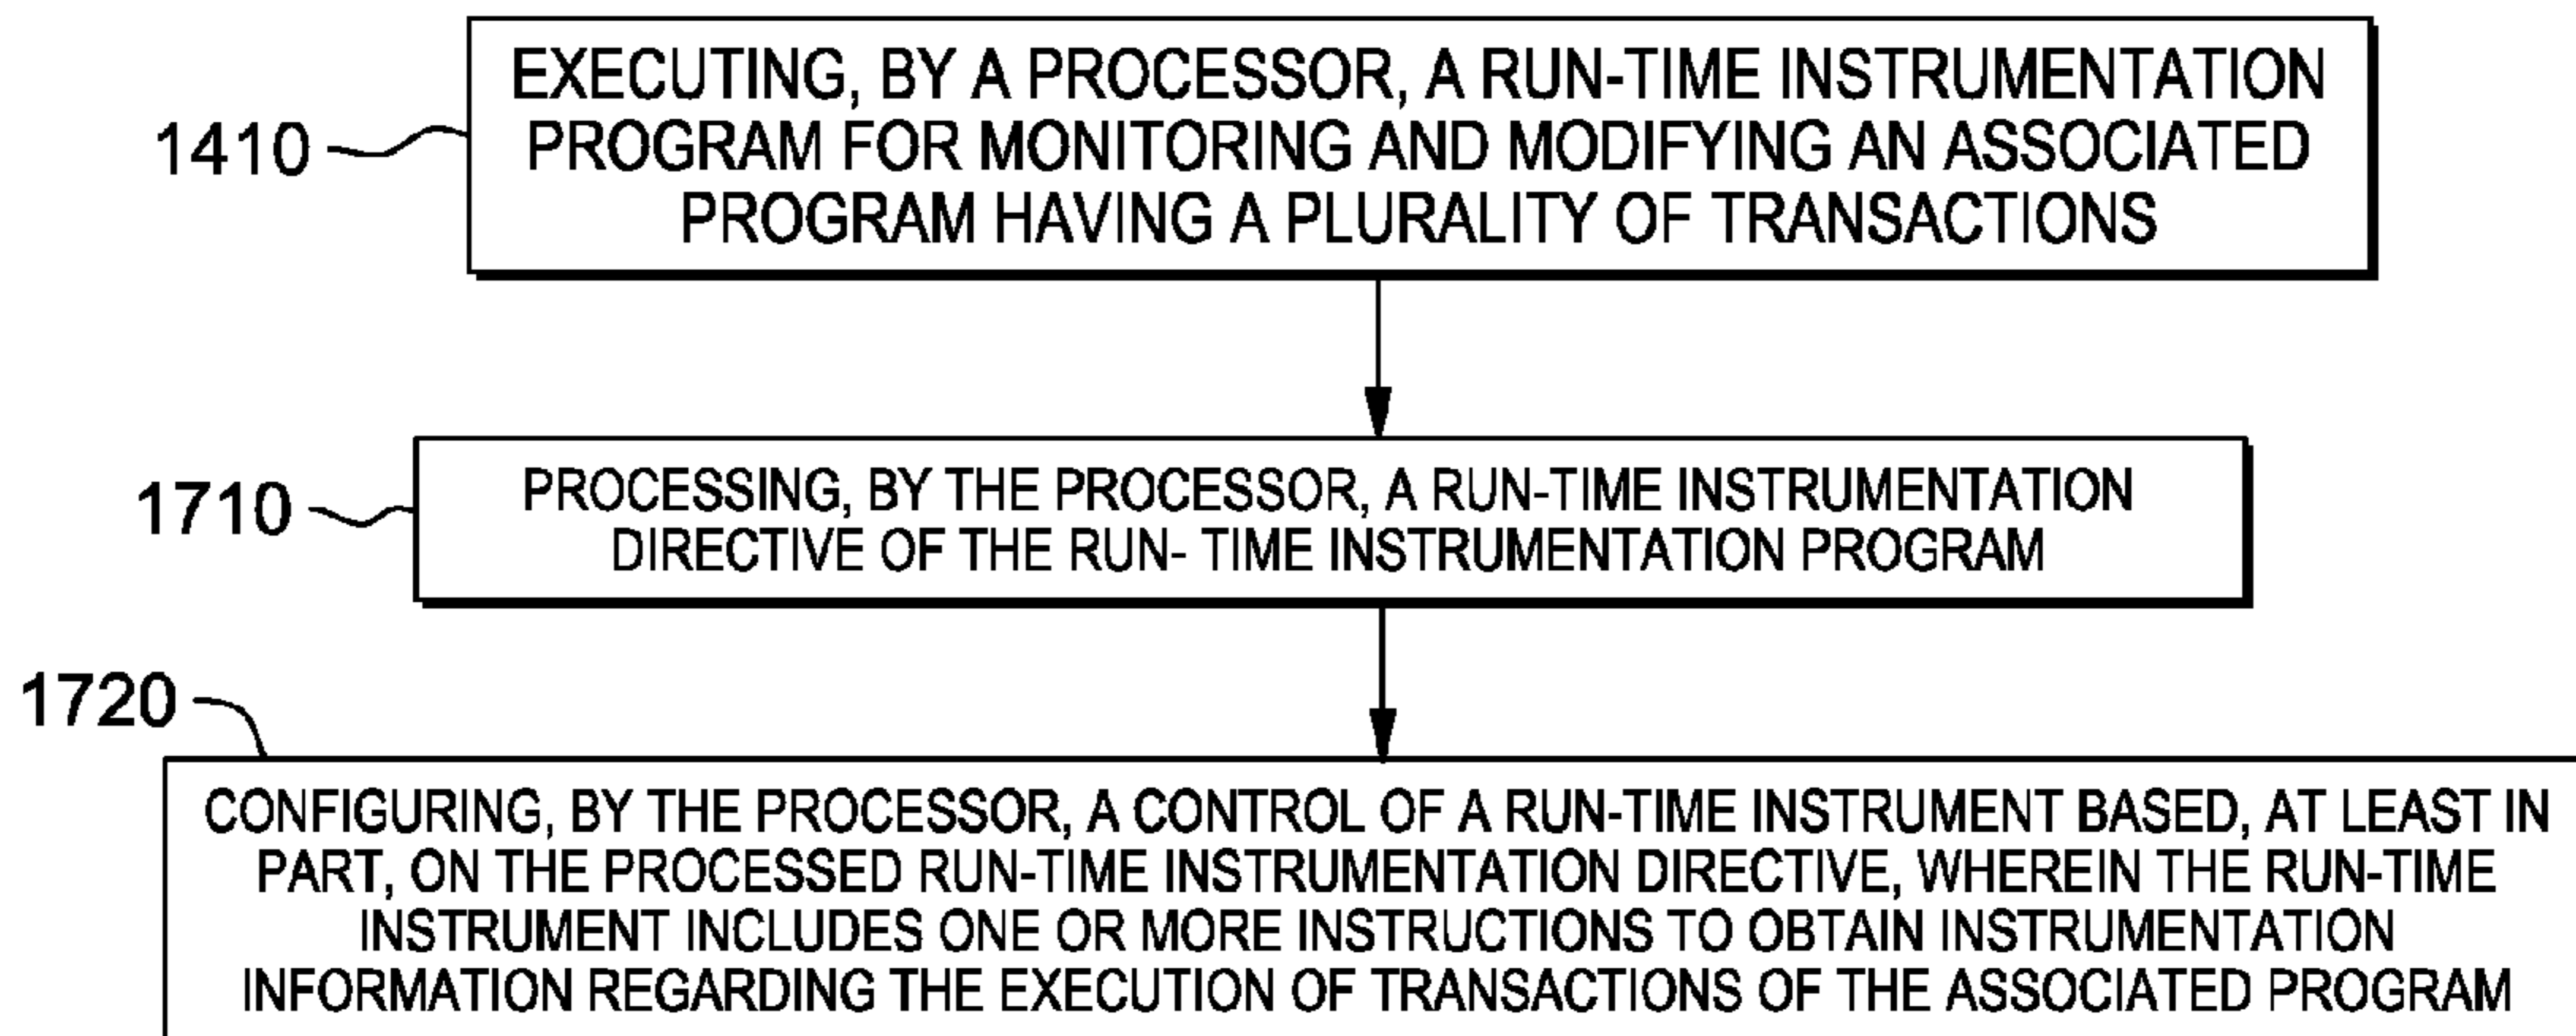 1410
EXECUTING, BY A PROCESSOR, A RUN-TIME INSTRUMENTATION
PROGRAM FOR MONITORING AND MODIFYING AN ASSOCIATED
PROGRAM HAVING A PLURALITY OF TRANSACTIONS
1710
PROCESSING, BY THE PROCESSOR, A RUN-TIME INSTRUMENTATION
DIRECTIVE OF THE RUN- TIME INSTRUMENTATION PROGRAM
1720
CONFIGURING, BY THE PROCESSOR, A CONTROL OF A RUN-TIME INSTRUMENT BASED, AT LEAST IN
PART, ON THE PROCESSED RUN-TIME INSTRUMENTATION DIRECTIVE, WHEREIN THE RUN-TIME
INSTRUMENT INCLUDES ONE OR MORE INSTRUCTIONS TO OBTAIN INSTRUMENTATION
INFORMATION REGARDING THE EXECUTION OF TRANSACTIONS OF THE ASSOCIATED PROGRAM